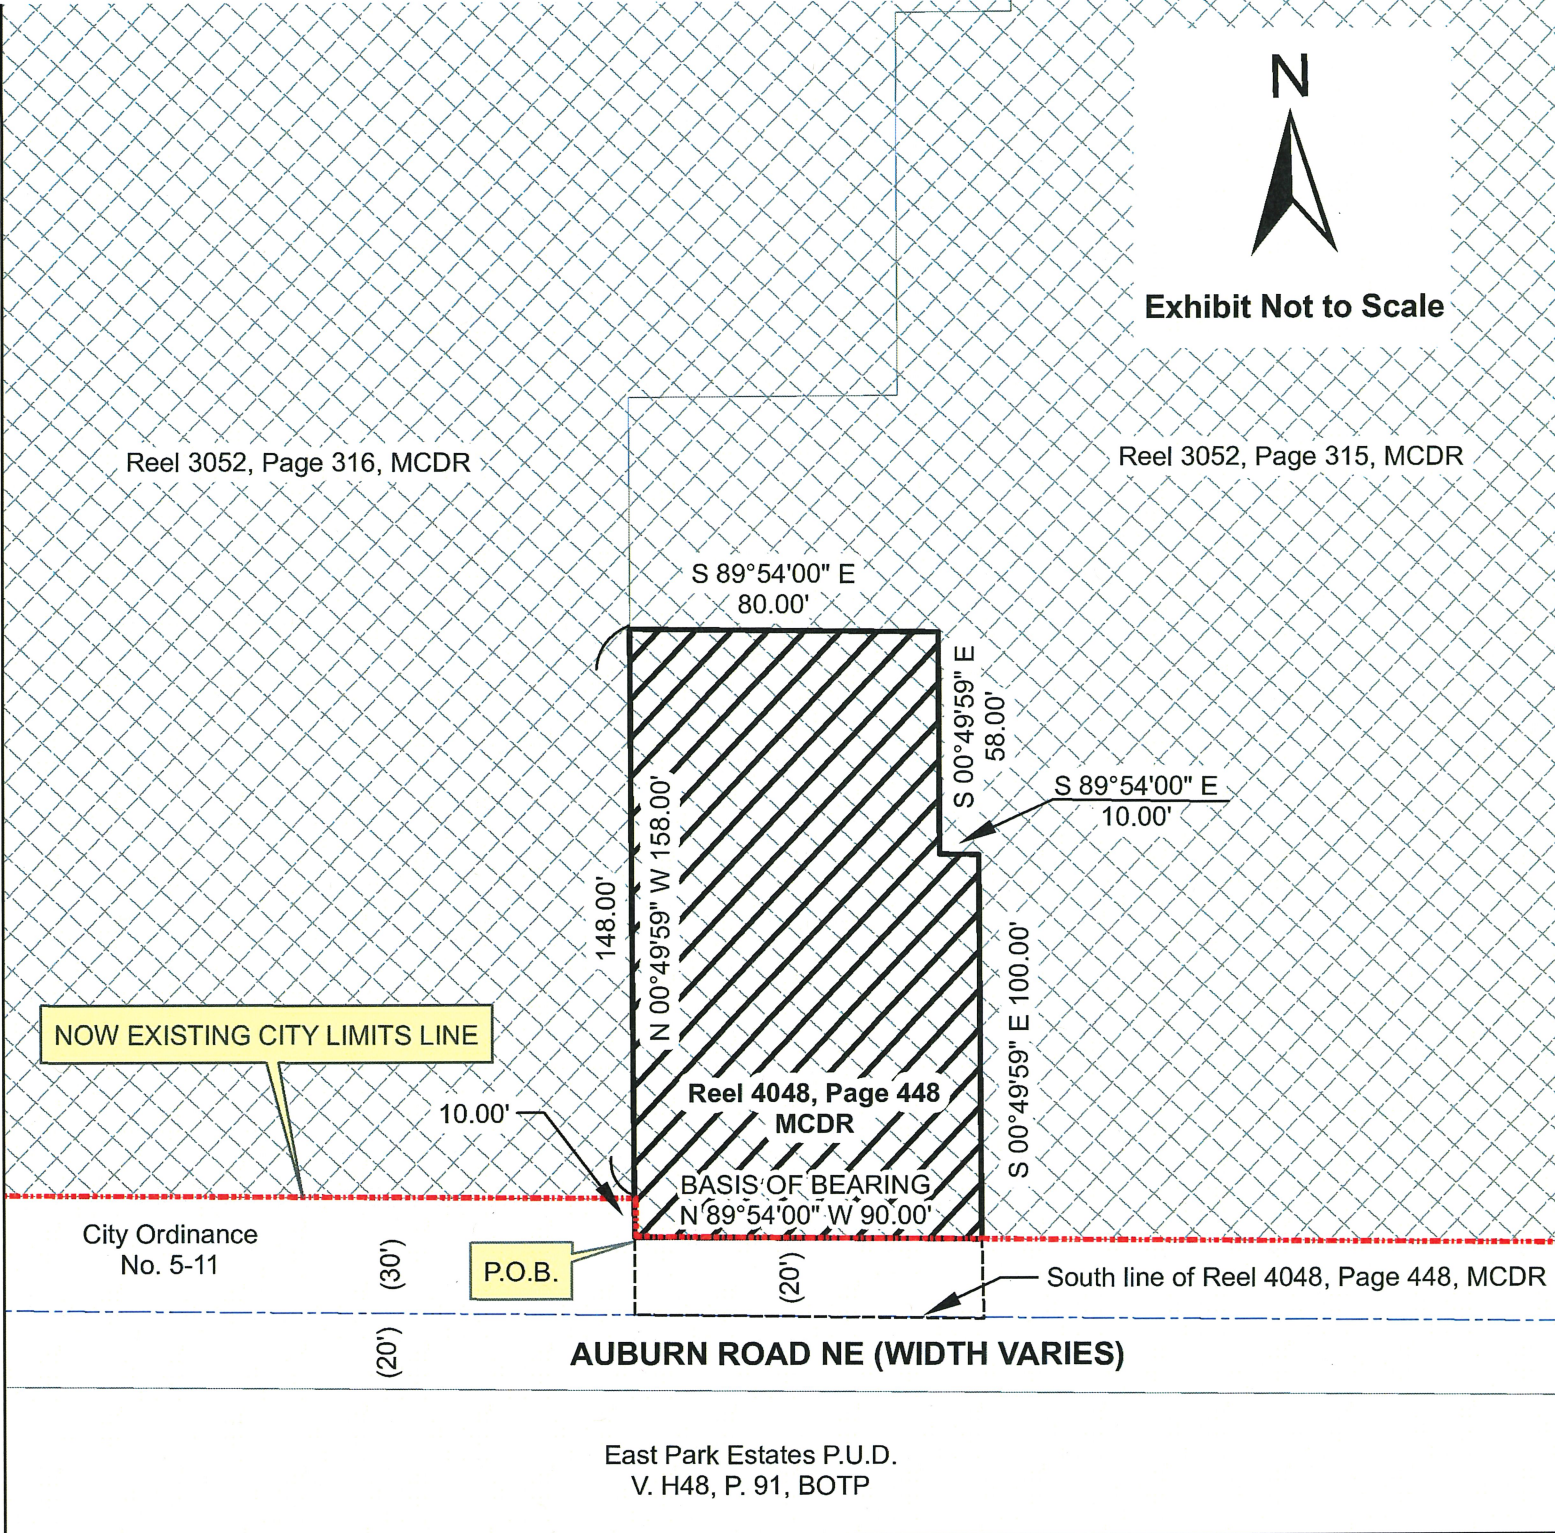 N
Exhibit Not to Scale
Reel 3052, Page 316, MCDR
Reel 3052, Page 315, MCDR
S 89°54'00" E
80.00'
S 00°49'59" E
58.00'
S 89°54'00" E
10.00'
148.00'
N 00°49'59" W 158.00'
S 00°49'59" E 100.00'
NOW EXISTING CITY LIMITS LINE
10.00'
Reel 4048, Page 448
MCDR
BASIS OF BEARING
N 89°54'00" W 90.00'
City Ordinance
No. 5-11
(30')
P.O.B.
(20')
South line of Reel 4048, Page 448, MCDR
(20')
AUBURN ROAD NE (WIDTH VARIES)
East Park Estates P.U.D.
V. H48, P. 91, BOTP